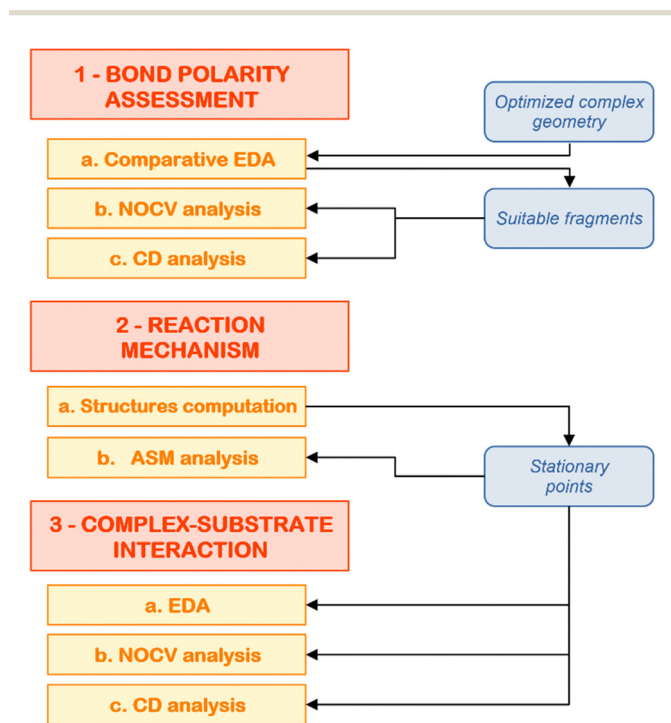 1 - BOND POLARITY
ASSESSMENT
Optimized complex
geometry
a. Comparative EDA
b. NOCV analysis
Suitable fragments
c. CD analysis
2 - REACTION
MECHANISM
a. Structures computation
b. ASM analysis
Stationary
points
3 - COMPLEX-SUBSTRATE
INTERACTION
a. EDA
b. NOCV analysis
c. CD analysis